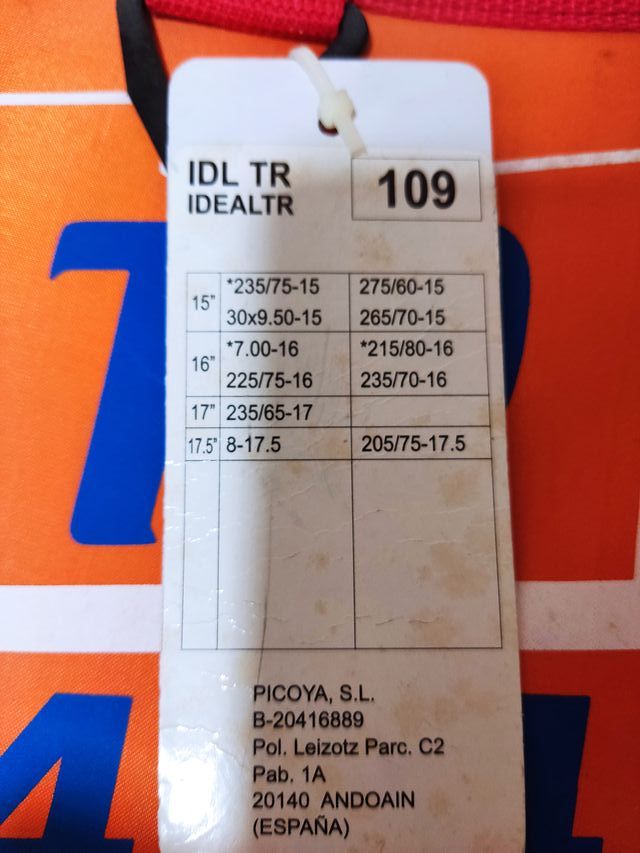 IDL TR
IDEALTR
109
15" *235/75-15 275/60-15
30x9.50-15 265/70-15
16" *7.00-16 *215/80-16
225/75-16 235/70-16
17" 235/65-17
17.5" 8-17.5 205/75-17.5
PICOYA, S.L.
B-20416889
Pol. Leizotz Parc. C2
Pab. 1A
20140 ANDOAIN
(ESPAÑA)